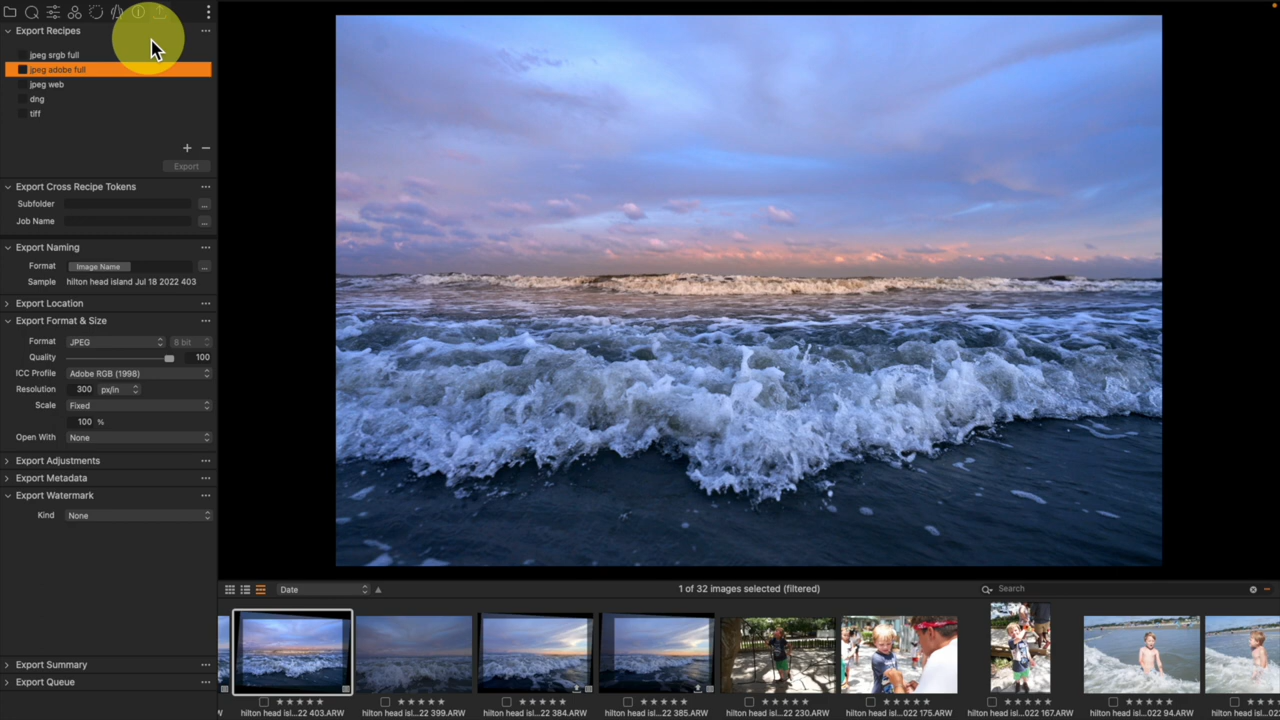 Export Recipes
jpeg srgb full
jpeg adobe full
jpeg web
dng
tiff
Export
Export Cross Recipe Tokens
Subfolder
Job Name
Export Naming
Format Image Name
Sample hilton head island Jul 18 2022 403
Export Location
Export Format & Size
Format JPEG 8 bit
Quality 100
ICC Profile Adobe RGB (1998)
Resolution 300 px/in
Scale Fixed
100 %
Open With None
Export Adjustments
Export Metadata
Export Watermark
Kind None
Export Summary
Export Queue
Date 1 of 32 images selected (filtered) Search
W hilton head isl...22 403.ARW hilton head isl...22 399.ARW hilton head isl...22 384.ARW hilton head isl...22 385.ARW hilton head isl...22 230.ARW hilton head isl...022 175.ARW hilton head isl...022 167.ARW hilton head isl...022 94.ARW hilton head isl...022